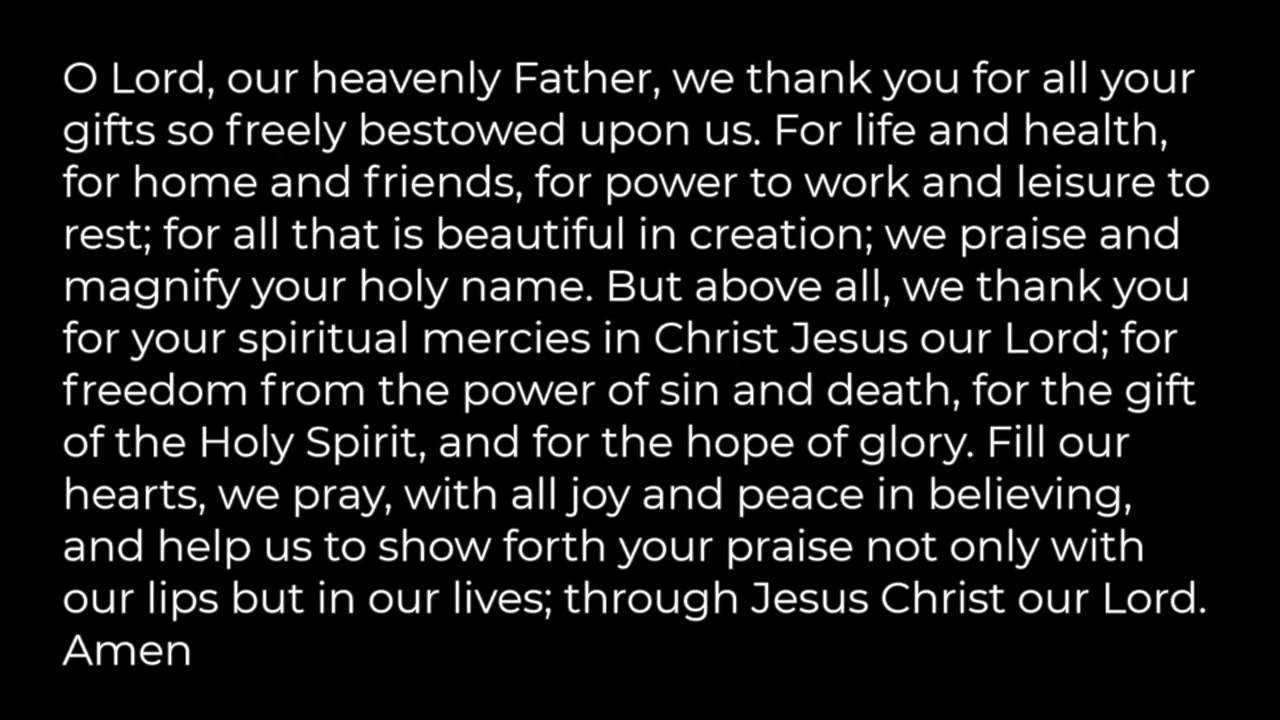 O Lord, our heavenly Father, we thank you for all your
gifts so freely bestowed upon us. For life and health,
for home and friends, for power to work and leisure to
rest; for all that is beautiful in creation; we praise and
magnify your holy name. But above all, we thank you
for your spiritual mercies in Christ Jesus our Lord; for
freedom from the power of sin and death, for the gift
of the Holy Spirit, and for the hope of glory. Fill our
hearts, we pray, with all joy and peace in believing,
and help us to show forth your praise not only with
our lips but in our lives; through Jesus Christ our Lord.
Amen